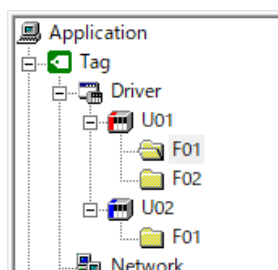 Application
Tag
Driver
U01
F01
F02
U02
F01
Network